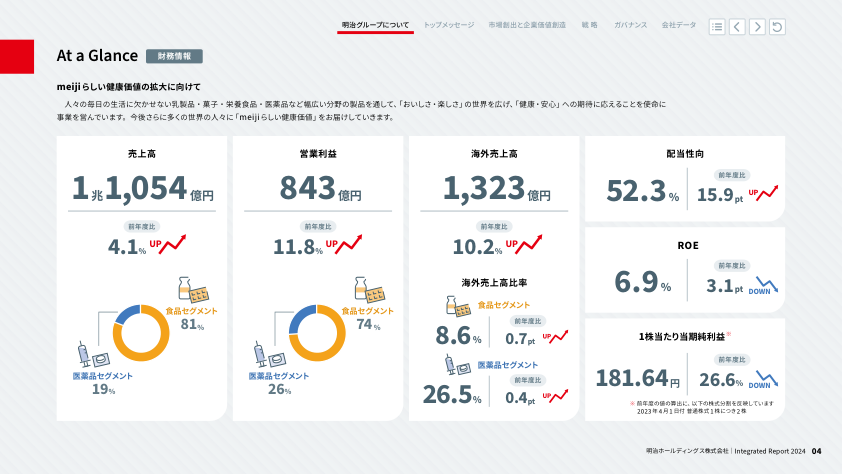 明治グループについて トップメッセージ 市場創出と企業価値創造 戦略 ガバナンス 会社データ
At a Glance 財務情報
meijiらしい健康価値の拡大に向けて
人々の毎日の生活に欠かせない乳製品・菓子・栄養食品・医薬品など幅広い分野の製品を通して、「おいしさ・楽しさ」の世界を広げ、「健康・安心」への期待に応えることを使命に
事業を営んでいます。今後さらに多くの世界の人々に「meijiらしい健康価値」をお届けしていきます。
売上高
1兆1,054億円
前年度比
4.1% UP
食品セグメント
81%
医薬品セグメント
19%
営業利益
843億円
前年度比
11.8% UP
食品セグメント
74%
医薬品セグメント
26%
海外売上高
1,323億円
前年度比
10.2% UP
海外売上高比率
食品セグメント
8.6%
前年度比
0.7pt UP
医薬品セグメント
26.5%
前年度比
0.4pt UP
配当性向
52.3%
前年度比
15.9pt UP
ROE
6.9%
前年度比
3.1pt DOWN
1株当たり当期純利益※
181.64円
前年度比
26.6% DOWN
※ 前年度の値の算出に、以下の株式分割を反映しています
2023年4月1日付 普通株式1株につき2株
明治ホールディングス株式会社 | Integrated Report 2024 04